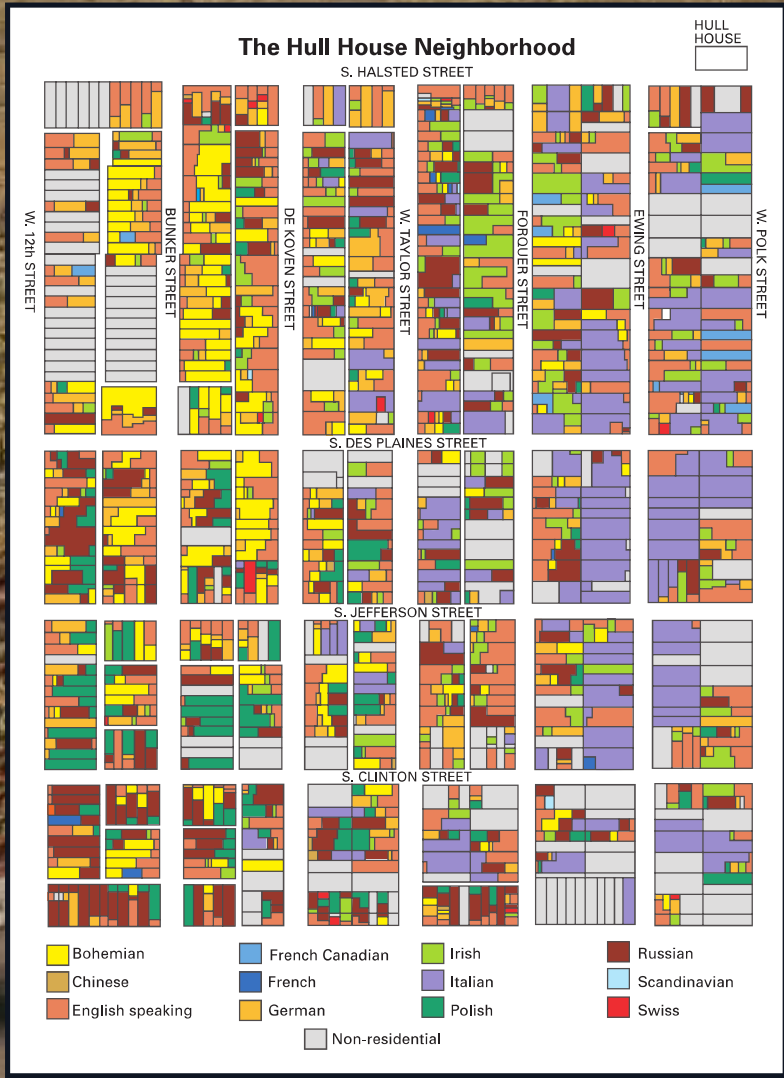 The Hull House Neighborhood
HULL
HOUSE
S. HALSTED STREET
W. 12th STREET
BUNKER STREET
DE KOVEN STREET
W. TAYLOR STREET
FORQUER STREET
EWING STREET
W. POLK STREET
S. DES PLAINES STREET
S. JEFFERSON STREET
S. CLINTON STREET
Bohemian
French Canadian
Irish
Russian
Chinese
French
Italian
Scandinavian
English speaking
German
Polish
Swiss
Non-residential